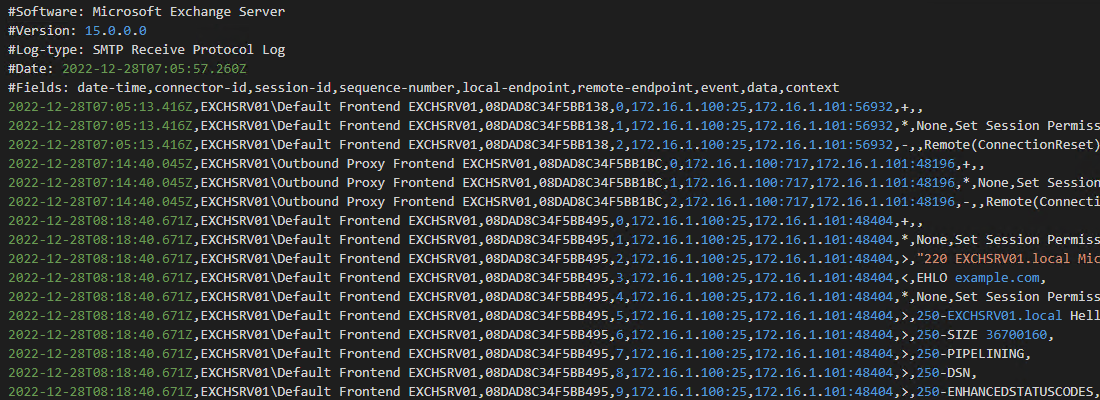 #Software: Microsoft Exchange Server
#Version: 15.0.0.0
#Log-type: SMTP Receive Protocol Log
#Date: 2022-12-28T07:05:57.260Z
#Fields: date-time,connector-id,session-id,sequence-number,local-endpoint,remote-endpoint,event,data,context
2022-12-28T07:05:13.416Z,EXCHSRV01\Default Frontend EXCHSRV01,08DAD8C34F5BB138,0,172.16.1.100:25,172.16.1.101:56932,+,,
2022-12-28T07:05:13.416Z,EXCHSRV01\Default Frontend EXCHSRV01,08DAD8C34F5BB138,1,172.16.1.100:25,172.16.1.101:56932,*,None,Set Session Permiss
2022-12-28T07:05:13.416Z,EXCHSRV01\Default Frontend EXCHSRV01,08DAD8C34F5BB138,2,172.16.1.100:25,172.16.1.101:56932,-,,Remote(ConnectionReset)
2022-12-28T07:14:40.045Z,EXCHSRV01\Outbound Proxy Frontend EXCHSRV01,08DAD8C34F5BB1BC,0,172.16.1.100:717,172.16.1.101:48196,+,,
2022-12-28T07:14:40.045Z,EXCHSRV01\Outbound Proxy Frontend EXCHSRV01,08DAD8C34F5BB1BC,1,172.16.1.100:717,172.16.1.101:48196,*,None,Set Session
2022-12-28T07:14:40.045Z,EXCHSRV01\Outbound Proxy Frontend EXCHSRV01,08DAD8C34F5BB1BC,2,172.16.1.100:717,172.16.1.101:48196,-,,Remote(Connecti
2022-12-28T08:18:40.671Z,EXCHSRV01\Default Frontend EXCHSRV01,08DAD8C34F5BB495,0,172.16.1.100:25,172.16.1.101:48404,+,,
2022-12-28T08:18:40.671Z,EXCHSRV01\Default Frontend EXCHSRV01,08DAD8C34F5BB495,1,172.16.1.100:25,172.16.1.101:48404,*,None,Set Session Permiss
2022-12-28T08:18:40.671Z,EXCHSRV01\Default Frontend EXCHSRV01,08DAD8C34F5BB495,2,172.16.1.100:25,172.16.1.101:48404,>,"220 EXCHSRV01.local Mic
2022-12-28T08:18:40.671Z,EXCHSRV01\Default Frontend EXCHSRV01,08DAD8C34F5BB495,3,172.16.1.100:25,172.16.1.101:48404,<,EHLO example.com,
2022-12-28T08:18:40.671Z,EXCHSRV01\Default Frontend EXCHSRV01,08DAD8C34F5BB495,4,172.16.1.100:25,172.16.1.101:48404,*,None,Set Session Permiss
2022-12-28T08:18:40.671Z,EXCHSRV01\Default Frontend EXCHSRV01,08DAD8C34F5BB495,5,172.16.1.100:25,172.16.1.101:48404,>,250-EXCHSRV01.local Hell
2022-12-28T08:18:40.671Z,EXCHSRV01\Default Frontend EXCHSRV01,08DAD8C34F5BB495,6,172.16.1.100:25,172.16.1.101:48404,>,250-SIZE 36700160,
2022-12-28T08:18:40.671Z,EXCHSRV01\Default Frontend EXCHSRV01,08DAD8C34F5BB495,7,172.16.1.100:25,172.16.1.101:48404,>,250-PIPELINING,
2022-12-28T08:18:40.671Z,EXCHSRV01\Default Frontend EXCHSRV01,08DAD8C34F5BB495,8,172.16.1.100:25,172.16.1.101:48404,>,250-DSN,
2022-12-28T08:18:40.671Z,EXCHSRV01\Default Frontend EXCHSRV01,08DAD8C34F5BB495,9,172.16.1.100:25,172.16.1.101:48404,>,250-ENHANCEDSTATUSCODES,